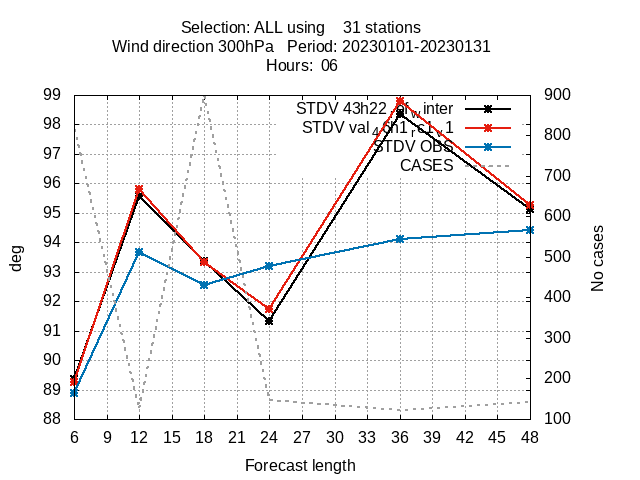 Selection: ALL using    31 stations
Wind direction 300hPa   Period: 20230101-20230131
Hours:  06
STDV 43h22
inter
STDV val
STDV OBS
CASES
99
98
97
96
95
94
93
92
91
90
89
88
900
800
700
600
500
400
300
200
100
deg
No cases
6 9 12 15 18 21 24 27 30 33 36 39 42 45 48
Forecast length